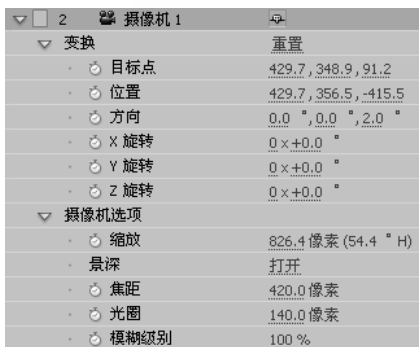 2 摄像机 1
变换 重置
目标点 429.7, 348.9, 91.2
位置 429.7, 356.5, -415.5
方向 0.0 °, 0.0 °, 2.0 °
X 旋转 0 x +0.0 °
Y 旋转 0 x +0.0 °
Z 旋转 0 x +0.0 °
摄像机选项
缩放 826.4 像素 (54.4 ° H)
景深 打开
焦距 420.0 像素
光圈 140.0 像素
模糊级别 100 %